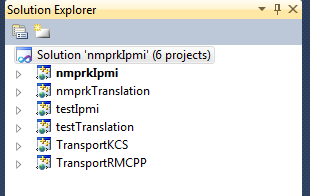 Solution Explorer
Solution 'nmprkIpmi' (6 projects)
nmprkIpmi
nmprkTranslation
testIpmi
testTranslation
TransportKCS
TransportRMCPP